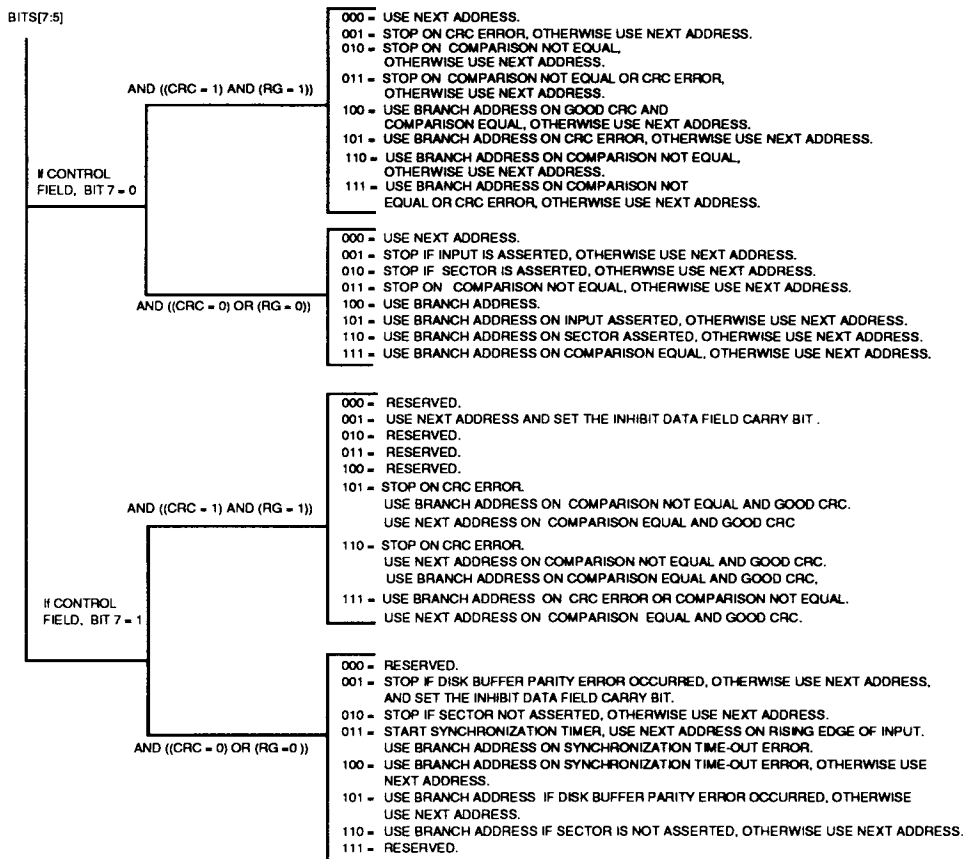 BITS[7:5]
000 = USE NEXT ADDRESS.
001 = STOP ON CRC ERROR, OTHERWISE USE NEXT ADDRESS.
010 = STOP ON COMPARISON NOT EQUAL,
OTHERWISE USE NEXT ADDRESS.
011 = STOP ON COMPARISON NOT EQUAL OR CRC ERROR,
OTHERWISE USE NEXT ADDRESS.
AND ((CRC = 1) AND (RG = 1))
100 = USE BRANCH ADDRESS ON GOOD CRC AND
COMPARISON EQUAL, OTHERWISE USE NEXT ADDRESS.
101 = USE BRANCH ADDRESS ON CRC ERROR, OTHERWISE USE NEXT ADDRESS.
110 = USE BRANCH ADDRESS ON COMPARISON NOT EQUAL,
OTHERWISE USE NEXT ADDRESS.
111 = USE BRANCH ADDRESS ON COMPARISON NOT
EQUAL OR CRC ERROR, OTHERWISE USE NEXT ADDRESS.
If CONTROL
FIELD, BIT 7 = 0
000 = USE NEXT ADDRESS.
001 = STOP IF INPUT IS ASSERTED, OTHERWISE USE NEXT ADDRESS.
010 = STOP IF SECTOR IS ASSERTED, OTHERWISE USE NEXT ADDRESS.
011 = STOP ON COMPARISON NOT EQUAL, OTHERWISE USE NEXT ADDRESS.
AND ((CRC = 0) OR (RG = 0))
100 = USE BRANCH ADDRESS.
101 = USE BRANCH ADDRESS ON INPUT ASSERTED, OTHERWISE USE NEXT ADDRESS.
110 = USE BRANCH ADDRESS ON SECTOR ASSERTED, OTHERWISE USE NEXT ADDRESS.
111 = USE BRANCH ADDRESS ON COMPARISON EQUAL, OTHERWISE USE NEXT ADDRESS.
000 = RESERVED.
001 = USE NEXT ADDRESS AND SET THE INHIBIT DATA FIELD CARRY BIT .
010 = RESERVED.
011 = RESERVED.
100 = RESERVED.
101 = STOP ON CRC ERROR.
USE BRANCH ADDRESS ON COMPARISON NOT EQUAL AND GOOD CRC.
AND ((CRC = 1) AND (RG = 1))
USE NEXT ADDRESS ON COMPARISON EQUAL AND GOOD CRC
110 = STOP ON CRC ERROR.
USE NEXT ADDRESS ON COMPARISON NOT EQUAL AND GOOD CRC.
USE BRANCH ADDRESS ON COMPARISON EQUAL AND GOOD CRC,
111 = USE BRANCH ADDRESS ON CRC ERROR OR COMPARISON NOT EQUAL.
USE NEXT ADDRESS ON COMPARISON EQUAL AND GOOD CRC.
If CONTROL
FIELD, BIT 7 = 1
000 = RESERVED.
001 = STOP IF DISK BUFFER PARITY ERROR OCCURRED, OTHERWISE USE NEXT ADDRESS,
AND SET THE INHIBIT DATA FIELD CARRY BIT.
010 = STOP IF SECTOR NOT ASSERTED, OTHERWISE USE NEXT ADDRESS.
011 = START SYNCHRONIZATION TIMER, USE NEXT ADDRESS ON RISING EDGE OF INPUT.
USE BRANCH ADDRESS ON SYNCHRONIZATION TIME-OUT ERROR.
AND ((CRC = 0) OR (RG =0 ))
100 = USE BRANCH ADDRESS ON SYNCHRONIZATION TIME-OUT ERROR, OTHERWISE USE
NEXT ADDRESS.
101 = USE BRANCH ADDRESS IF DISK BUFFER PARITY ERROR OCCURRED, OTHERWISE
USE NEXT ADDRESS.
110 = USE BRANCH ADDRESS IF SECTOR IS NOT ASSERTED, OTHERWISE USE NEXT ADDRESS.
111 = RESERVED.